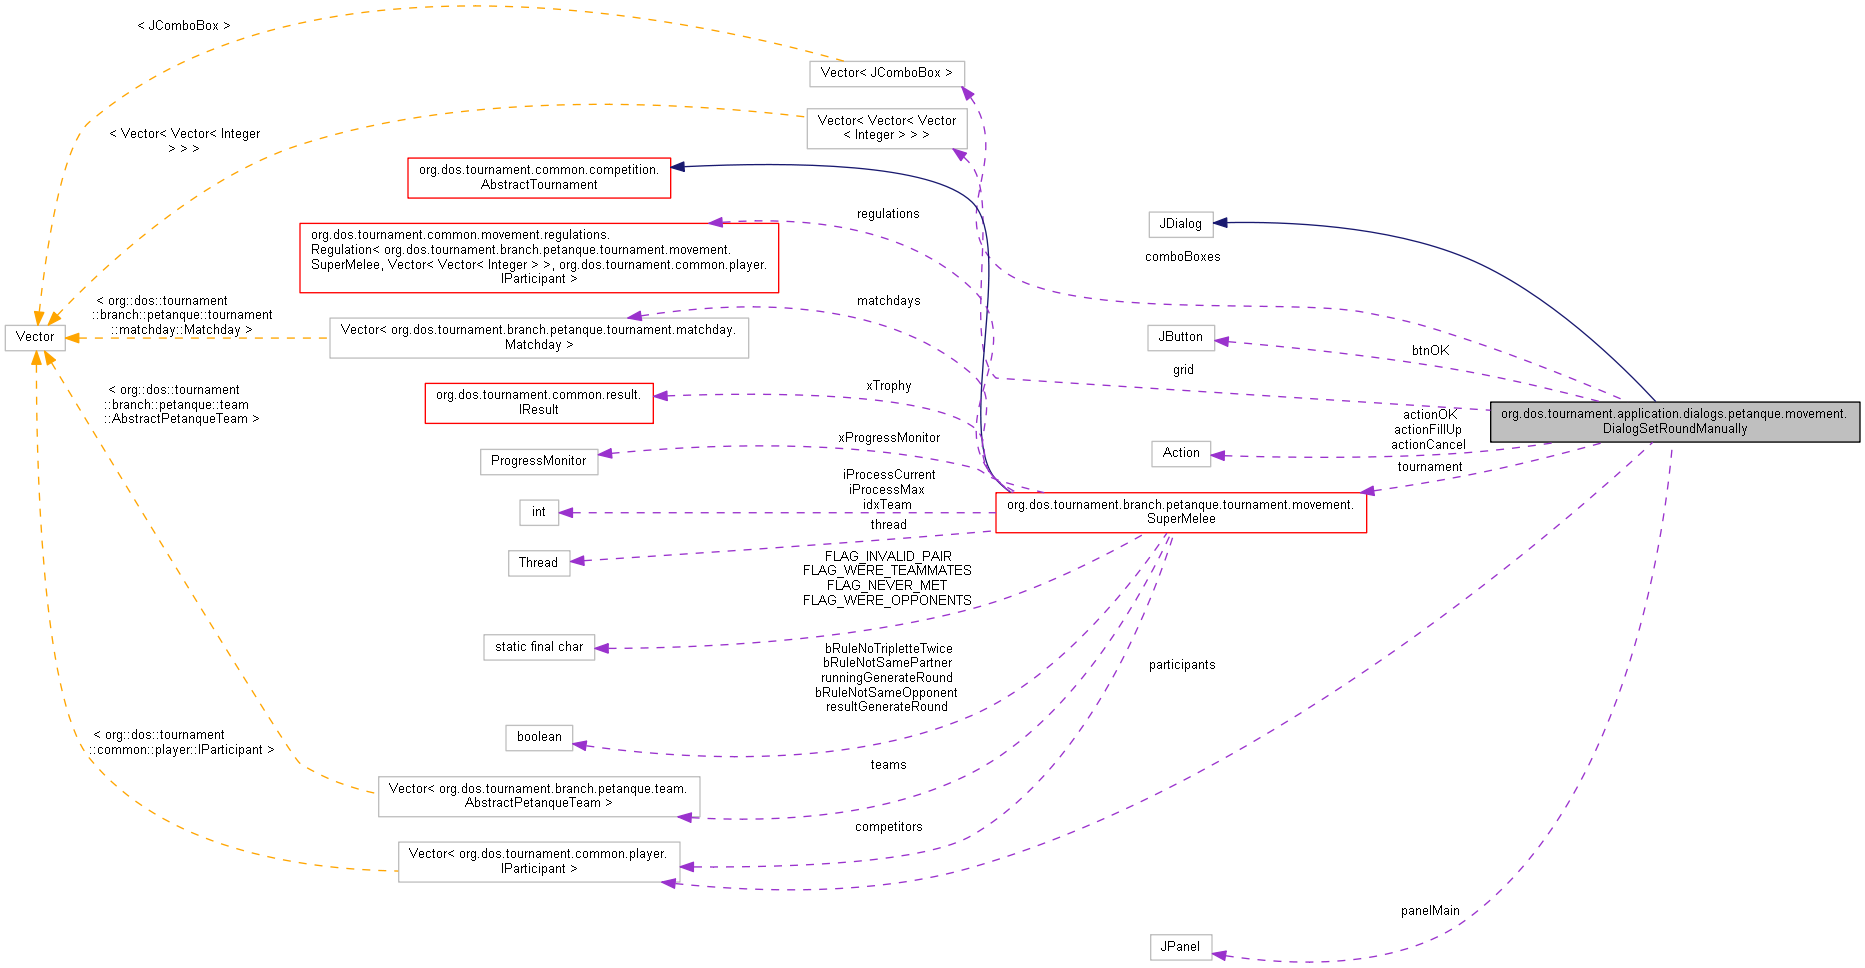 < JComboBox >
Vector< JComboBox >
< Vector< Vector< Integer
> > >
Vector< Vector< Vector
< Integer > > >
org.dos.tournament.common.competition.
AbstractTournament
regulations
org.dos.tournament.common.movement.regulations.
Regulation< org.dos.tournament.branch.petanque.tournament.movement.
SuperMelee, Vector< Vector< Integer > >, org.dos.tournament.common.player.
IParticipant >
JDialog
comboBoxes
< org::dos::tournament
::branch::petanque::tournament
::matchday::Matchday >
Vector
matchdays
Vector< org.dos.tournament.branch.petanque.tournament.matchday.
Matchday >
JButton
btnOK
grid
< org::dos::tournament
::branch::petanque::team
::AbstractPetanqueTeam >
xTrophy
org.dos.tournament.common.result.
IResult
org.dos.tournament.application.dialogs.petanque.movement.
DialogSetRoundManually
actionOK
actionFillUp
actionCancel
Action
tournament
xProgressMonitor
ProgressMonitor
iProcessCurrent
iProcessMax
idxTeam
int
org.dos.tournament.branch.petanque.tournament.movement.
SuperMelee
thread
Thread
FLAG_INVALID_PAIR
FLAG_WERE_TEAMMATES
FLAG_NEVER_MET
FLAG_WERE_OPPONENTS
static final char
bRuleNoTripletteTwice
bRuleNotSamePartner
runningGenerateRound
bRuleNotSameOpponent
resultGenerateRound
participants
boolean
< org::dos::tournament
::common::player::IParticipant >
teams
Vector< org.dos.tournament.branch.petanque.team.
AbstractPetanqueTeam >
competitors
Vector< org.dos.tournament.common.player.
IParticipant >
panelMain
JPanel